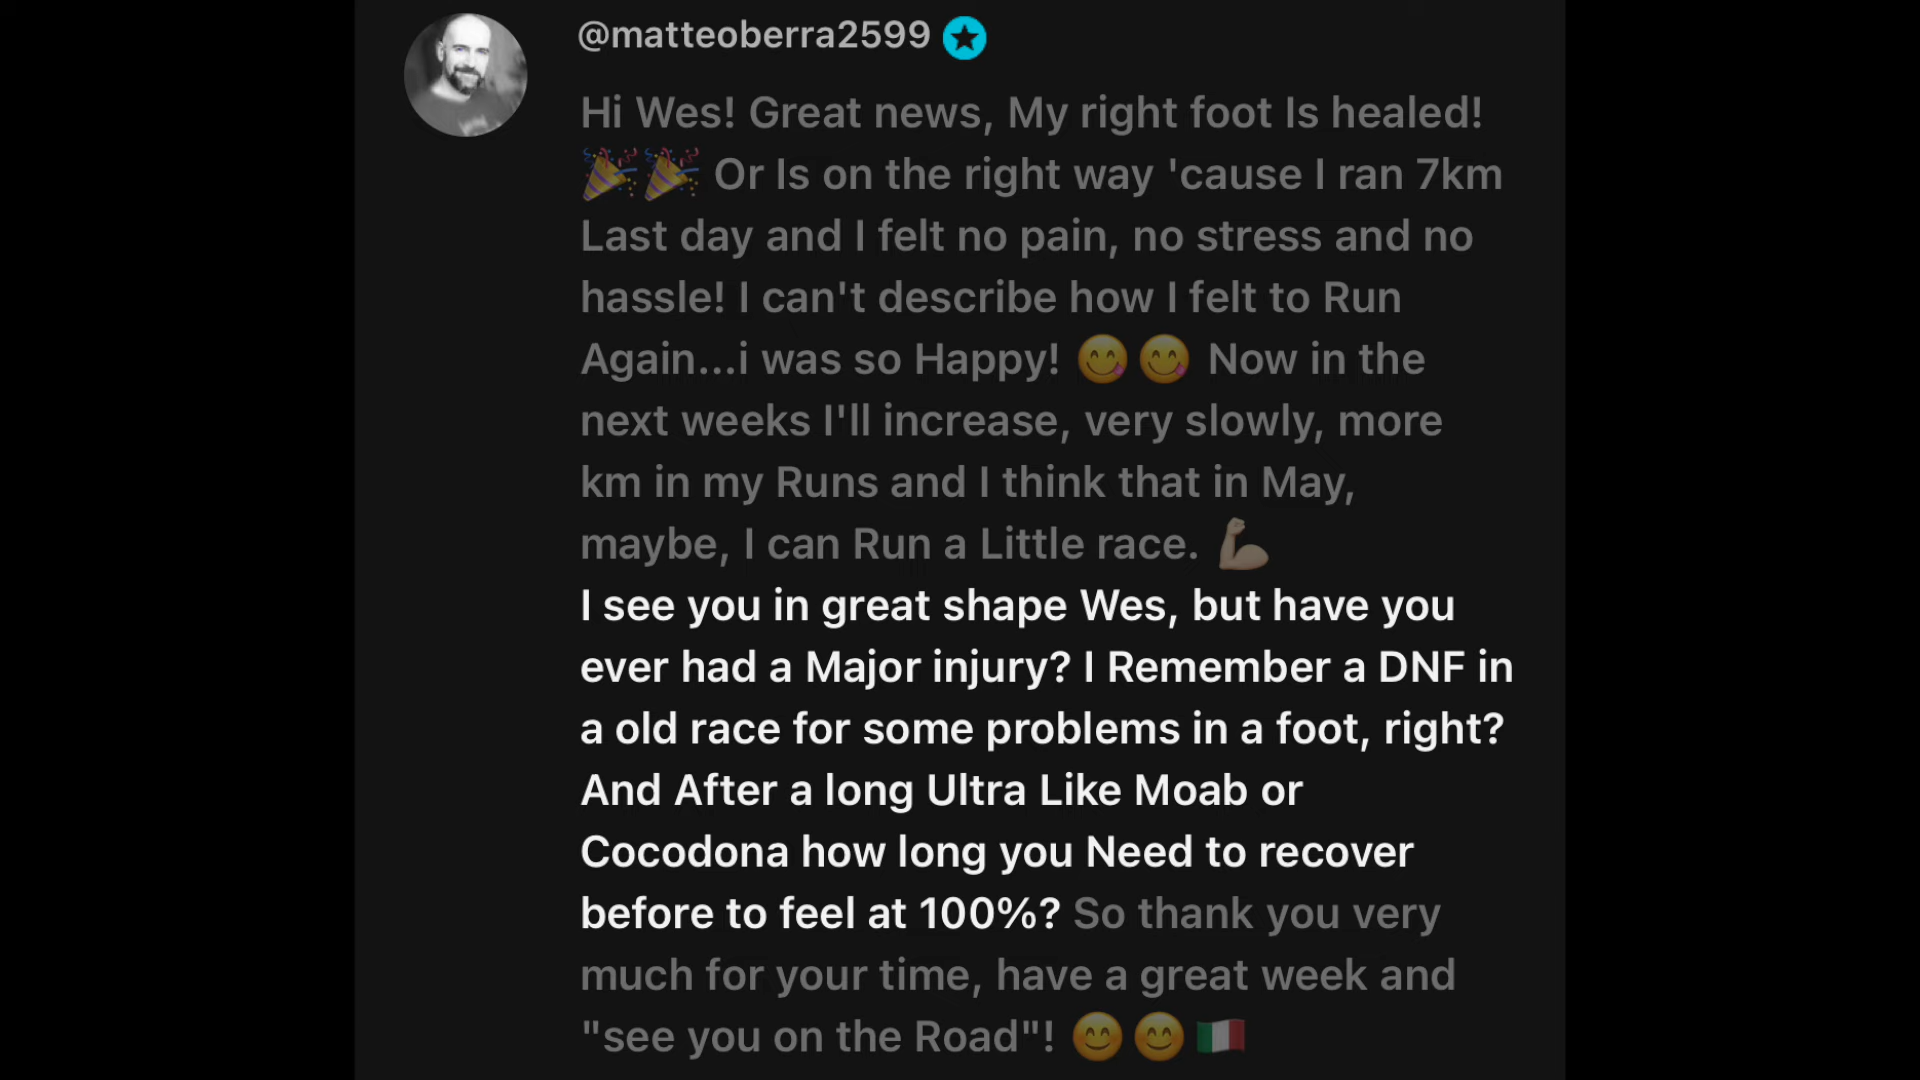 @matteoberra2599
Hi Wes! Great news, My right foot Is healed!
🎉🎉 Or Is on the right way 'cause I ran 7km
Last day and I felt no pain, no stress and no
hassle! I can't describe how I felt to Run
Again...i was so Happy! 😋😋 Now in the
next weeks I'll increase, very slowly, more
km in my Runs and I think that in May,
maybe, I can Run a Little race. 💪🏼
I see you in great shape Wes, but have you
ever had a Major injury? I Remember a DNF in
a old race for some problems in a foot, right?
And After a long Ultra Like Moab or
Cocodona how long you Need to recover
before to feel at 100%? So thank you very
much for your time, have a great week and
"see you on the Road"! 😊😊🇮🇹